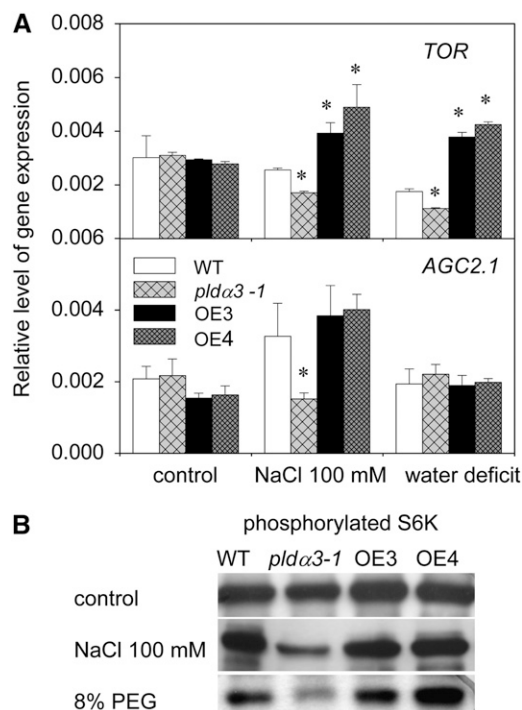 A
0.008
TOR
* *
* *
0.006
0.004
* *
0.002
0.006
AGC2.1
WT
pldα3-1
OE3
OE4
0.004
*
0.002
0.000
Relative level of gene expression
control NaCl 100 mM water deficit
B
phosphorylated S6K
WT pldα3-1 OE3 OE4
control
NaCl 100 mM
8% PEG